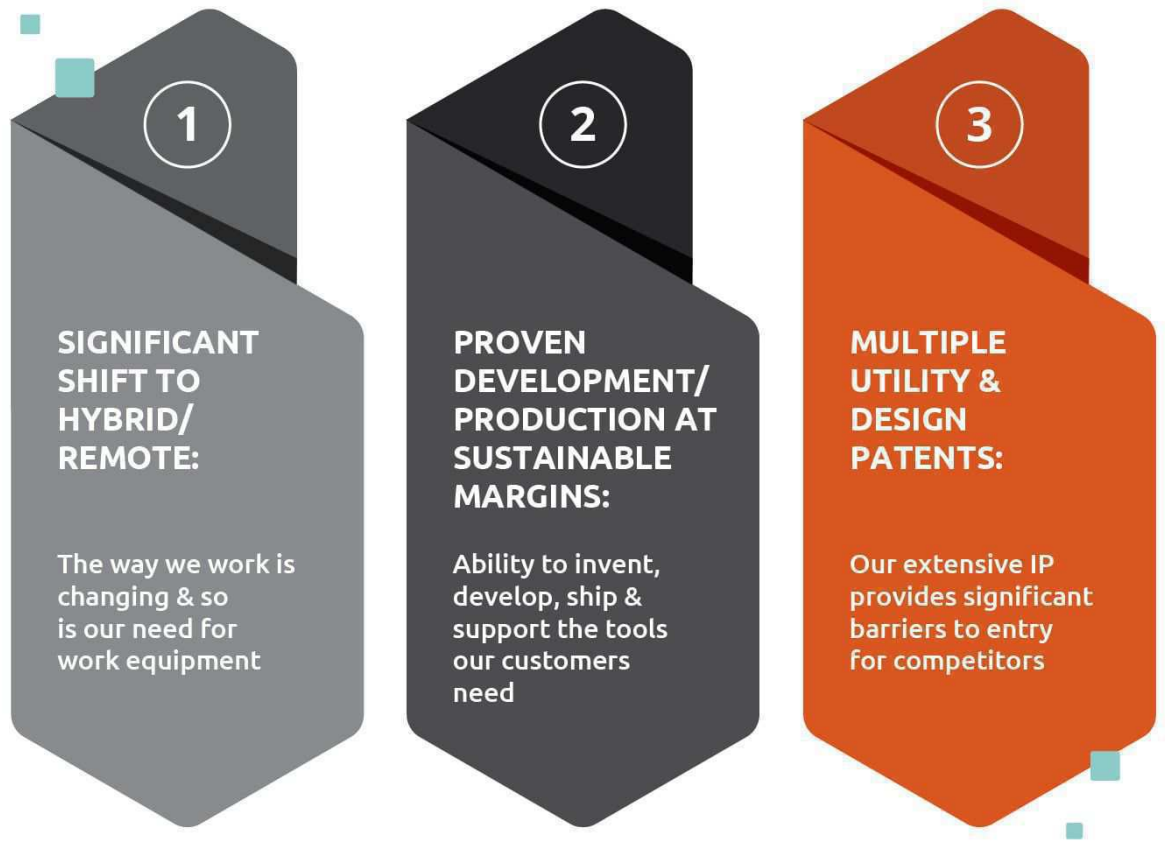 1
SIGNIFICANT
SHIFT TO
HYBRID/
REMOTE:
The way we work is
changing & so
is our need for
work equipment
2
PROVEN
DEVELOPMENT/
PRODUCTION AT
SUSTAINABLE
MARGINS:
Ability to invent,
develop, ship &
support the tools
our customers
need
3
MULTIPLE
UTILITY &
DESIGN
PATENTS:
Our extensive IP
provides significant
barriers to entry
for competitors